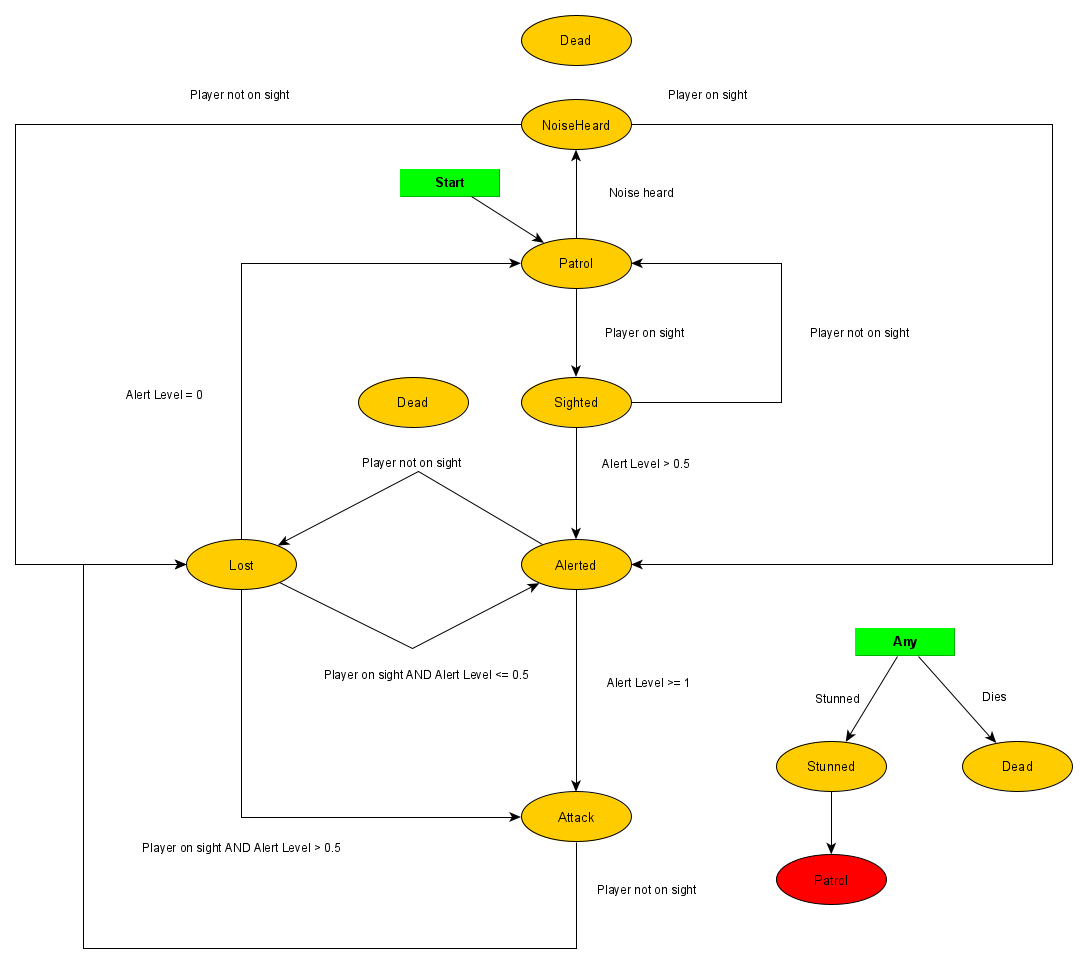 Dead
Player not on sight
Player on sight
NoiseHeard
Start
Noise heard
Patrol
Player on sight
Player not on sight
Alert Level = 0
Dead
Sighted
Player not on sight
Alert Level > 0.5
Lost
Alerted
Any
Player on sight AND Alert Level <= 0.5
Alert Level >= 1
Stunned
Dies
Stunned
Dead
Attack
Player on sight AND Alert Level > 0.5
Patrol
Player not on sight